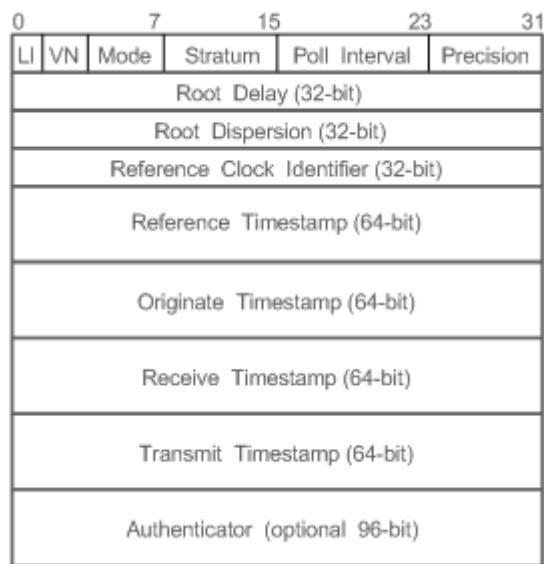 0 7 15 23 31
LI VN Mode Stratum Poll Interval Precision
Root Delay (32-bit)
Root Dispersion (32-bit)
Reference Clock Identifier (32-bit)
Reference Timestamp (64-bit)
Originate Timestamp (64-bit)
Receive Timestamp (64-bit)
Transmit Timestamp (64-bit)
Authenticator (optional 96-bit)